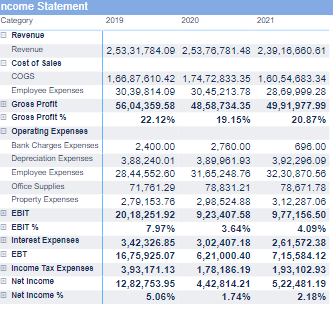 ncome Statement
Category 2019 2020 2021
Revenue
Revenue 2,53,31,784.09 2,53,76,781.48 2,39,16,660.61
Cost of Sales
COGS 1,66,87,610.42 1,74,72,833.35 1,60,54,683.34
Employee Expenses 30,39,814.09 30,45,213.78 28,69,999.28
Gross Profit 56,04,359.58 48,58,734.35 49,91,977.99
Gross Profit % 22.12% 19.15% 20.87%
Operating Expenses
Bank Charges Expenses 2,400.00 2,760.00 696.00
Depreciation Expenses 3,88,240.01 3,89,961.93 3,92,296.09
Employee Expenses 28,44,552.60 31,65,248.76 32,30,870.56
Office Supplies 71,761.29 78,831.21 78,671.78
Property Expenses 2,79,153.76 2,98,524.88 3,12,287.06
EBIT 20,18,251.92 9,23,407.58 9,77,156.50
EBIT % 7.97% 3.64% 4.09%
Interest Expenses 3,42,326.85 3,02,407.18 2,61,572.38
EBT 16,75,925.07 6,21,000.40 7,15,584.12
Income Tax Expenses 3,93,171.13 1,78,186.19 1,93,102.93
Net Income 12,82,753.95 4,42,814.21 5,22,481.19
Net Income % 5.06% 1.74% 2.18%